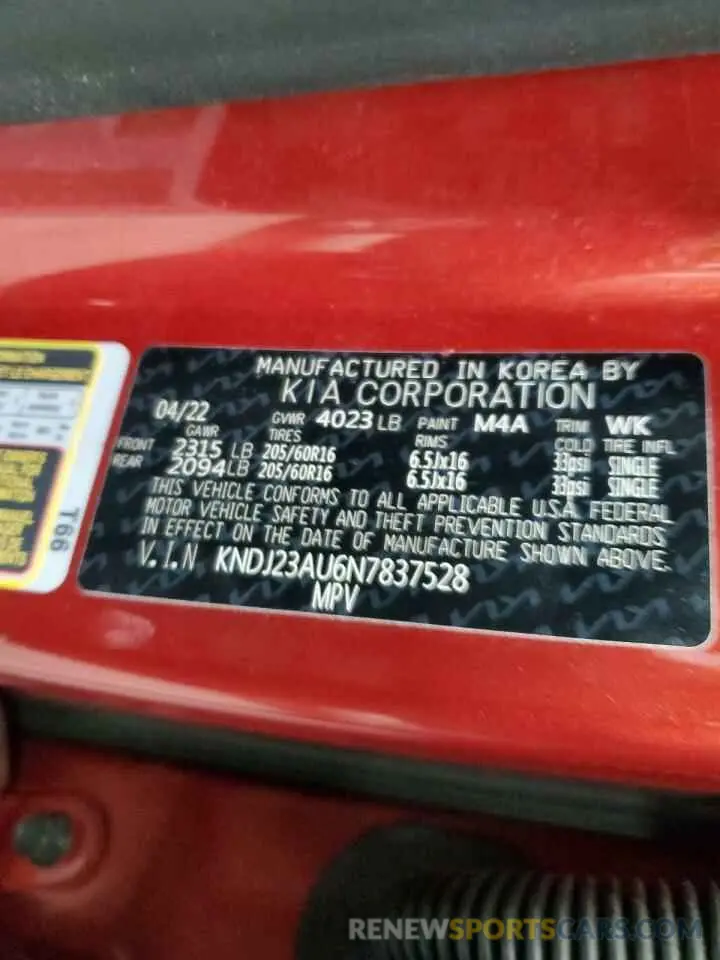 MANUFACTURED IN KOREA BY
KIA CORPORATION
04/22 GVWR 4023 LB PAINT M4A TRIM WK
GAWR TIRES RIMS COLD TIRE INFL
FRONT 2315 LB 205/60R16 6.5Jx16 33psi SINGLE
REAR 2094 LB 205/60R16 6.5Jx16 33psi SINGLE
THIS VEHICLE CONFORMS TO ALL APPLICABLE U.S.A. FEDERAL
MOTOR VEHICLE SAFETY AND THEFT PREVENTION STANDARDS
IN EFFECT ON THE DATE OF MANUFACTURE SHOWN ABOVE.
V.I.N KNDJ23AU6N7837528
MPV
T66
RENEWSPORTSCARS.COM